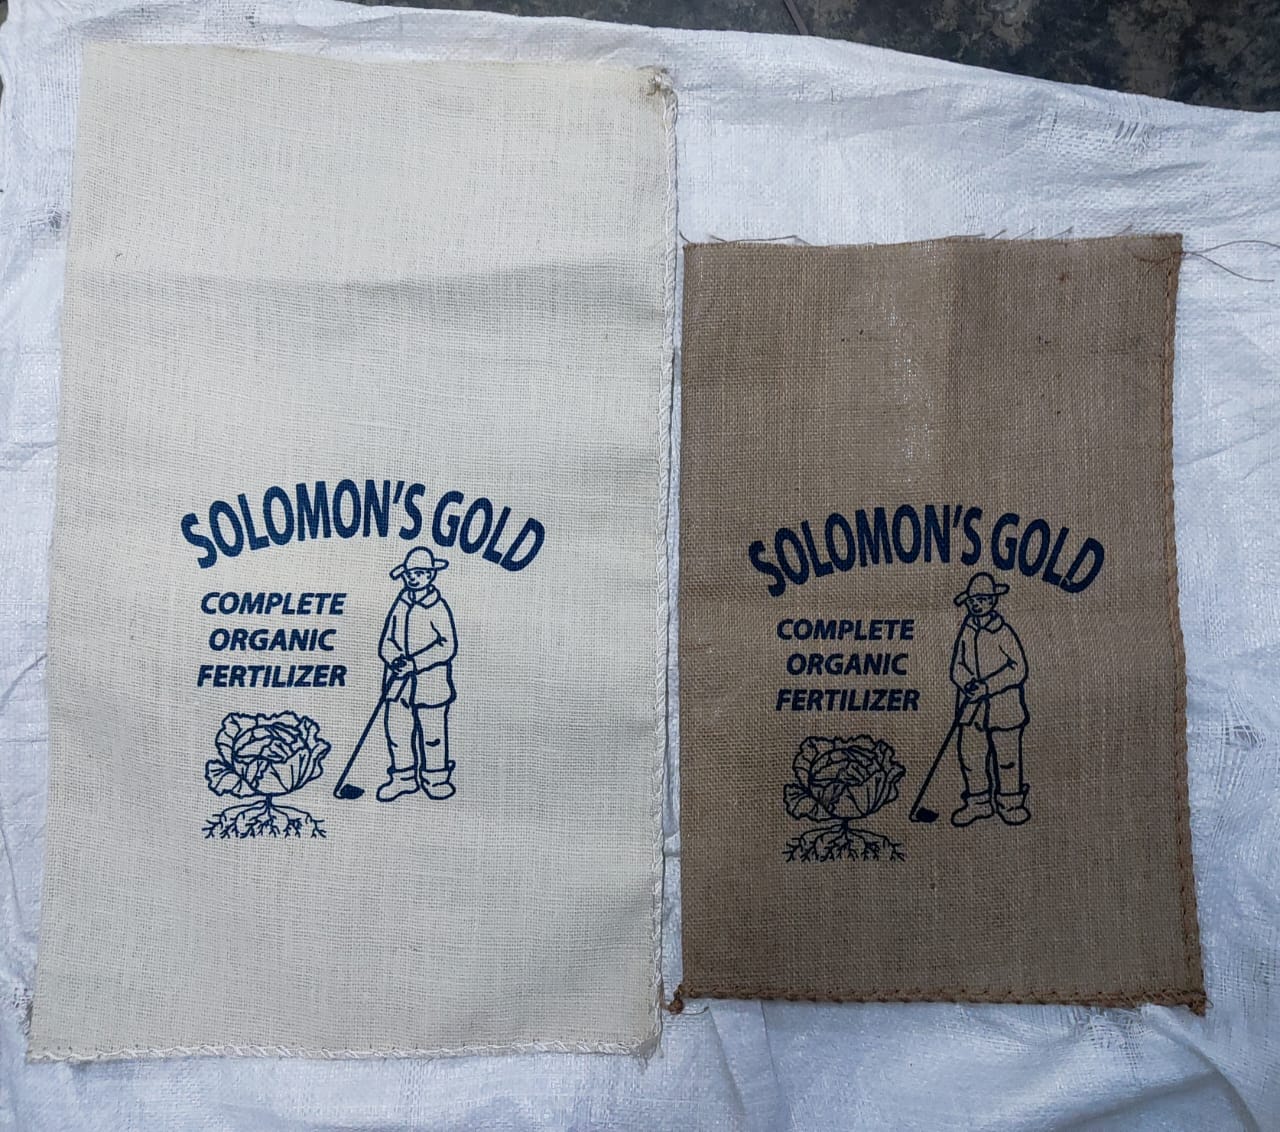 SOLOMON'S GOLD
COMPLETE
ORGANIC
FERTILIZER
SOLOMON'S GOLD
COMPLETE
ORGANIC
FERTILIZER